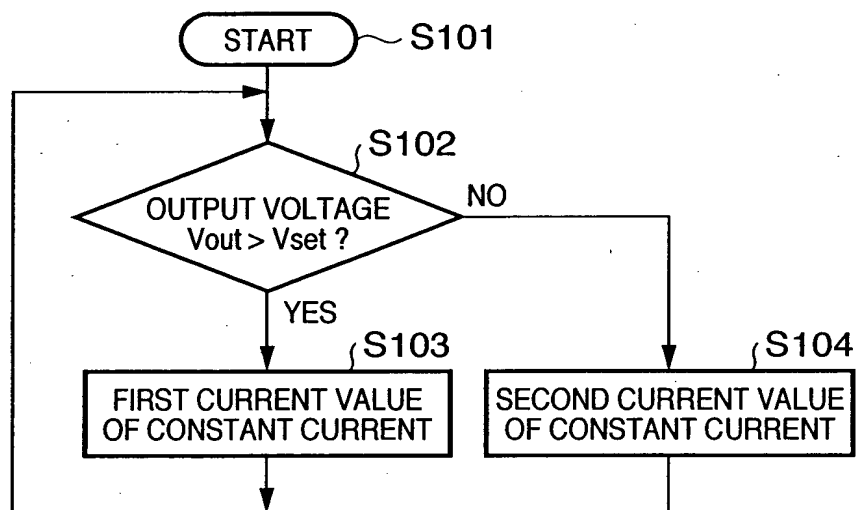 START
S101
S102
OUTPUT VOLTAGE
Vout > Vset ?
NO
YES
S103
FIRST CURRENT VALUE
OF CONSTANT CURRENT
S104
SECOND CURRENT VALUE
OF CONSTANT CURRENT